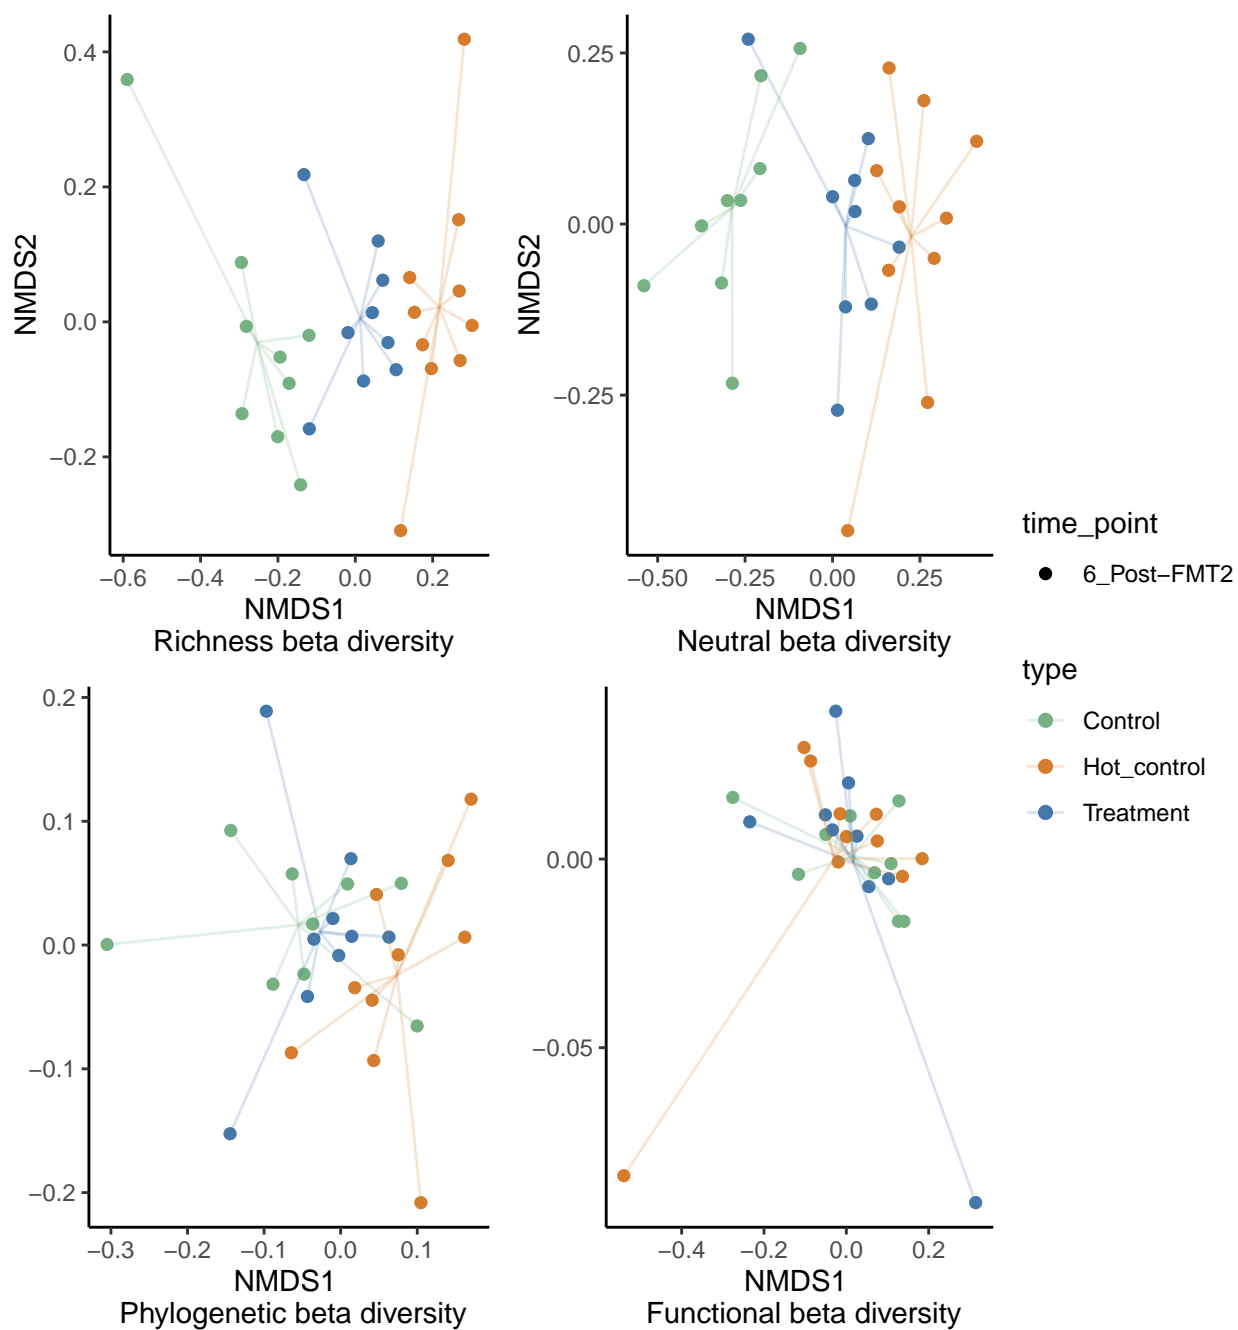 0.4
0.2
0.0
−0.2
NMDS2
−0.6
−0.4
−0.2
0.0
0.2
NMDS1
Richness beta diversity
0.25
0.00
−0.25
NMDS2
−0.50
−0.25
0.00
0.25
NMDS1
Neutral beta diversity
time_point
6_Post−FMT2
type
Control
Hot_control
Treatment
0.2
0.1
0.0
−0.1
−0.2
−0.3
−0.2
−0.1
0.0
0.1
NMDS1
Phylogenetic beta diversity
0.00
−0.05
−0.4
−0.2
0.0
0.2
NMDS1
Functional beta diversity